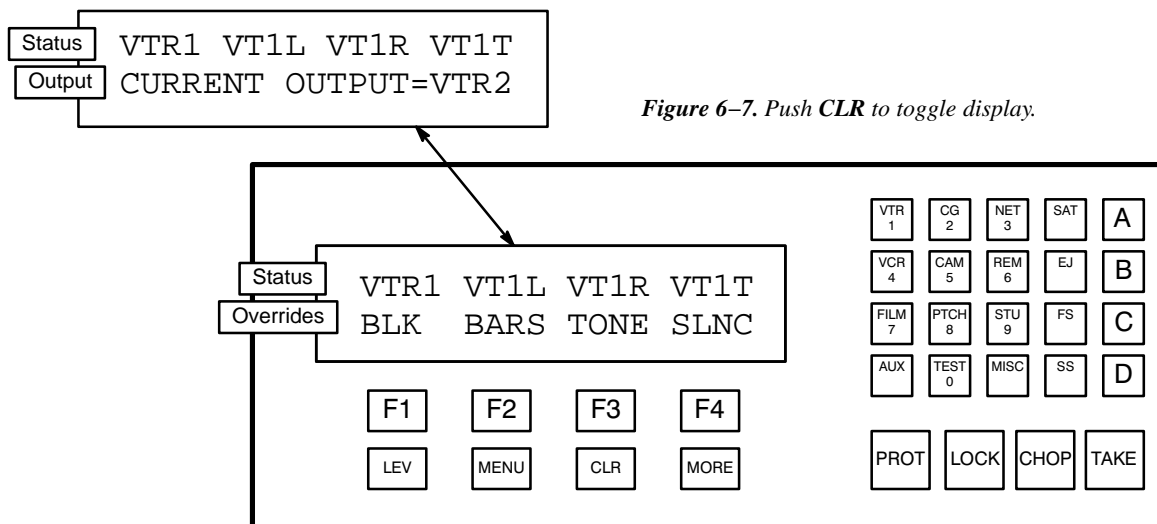 Status
VTR1 VT1L VT1R VT1T
Output
CURRENT OUTPUT=VTR2
Figure 6–7. Push CLR to toggle display.
Status
VTR1 VT1L VT1R VT1T
Overrides
BLK BARS TONE SLNC
F1 F2 F3 F4
LEV MENU CLR MORE
VTR 1
CG 2
NET 3
SAT
A
VCR 4
CAM 5
REM 6
EJ
B
FILM 7
PTCH 8
STU 9
FS
C
AUX
TEST 0
MISC
SS
D
PROT LOCK CHOP TAKE